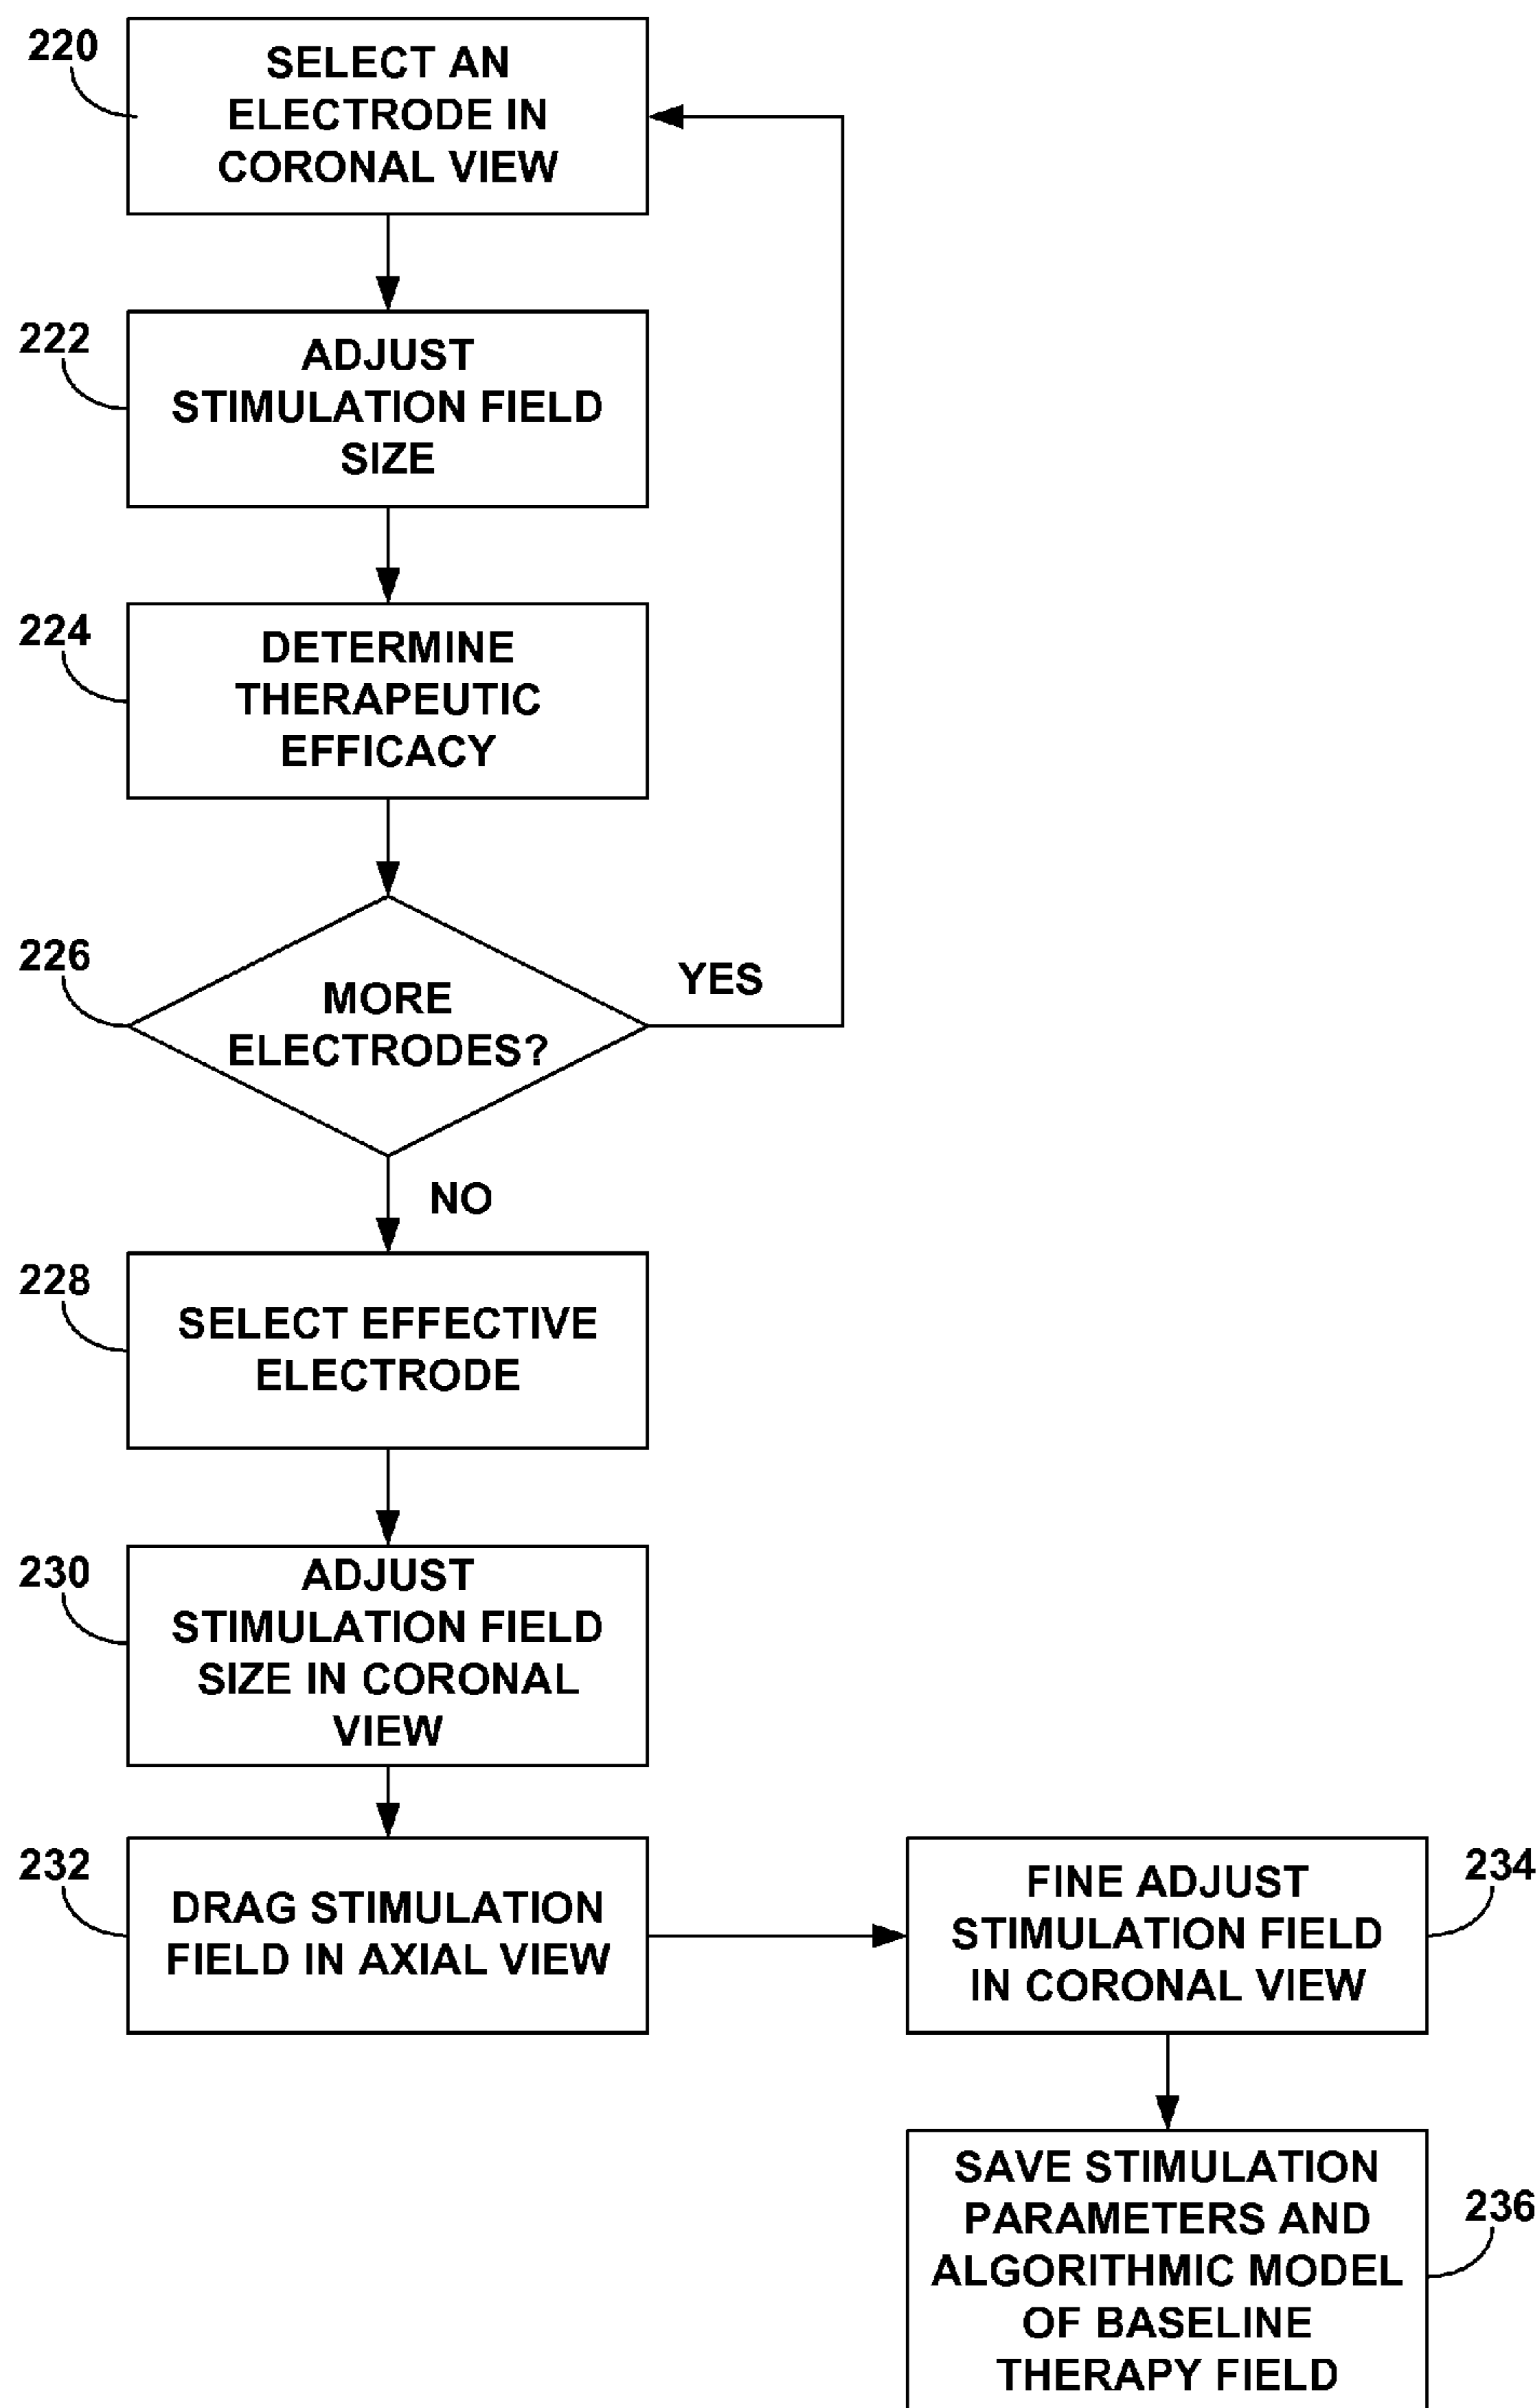 220
SELECT AN
ELECTRODE IN
CORONAL VIEW
222
ADJUST
STIMULATION FIELD
SIZE
224
DETERMINE
THERAPEUTIC
EFFICACY
226
MORE
ELECTRODES?
YES
NO
228
SELECT EFFECTIVE
ELECTRODE
230
ADJUST
STIMULATION FIELD
SIZE IN CORONAL
VIEW
232
DRAG STIMULATION
FIELD IN AXIAL VIEW
234
FINE ADJUST
STIMULATION FIELD
IN CORONAL VIEW
236
SAVE STIMULATION
PARAMETERS AND
ALGORITHMIC MODEL
OF BASELINE
THERAPY FIELD